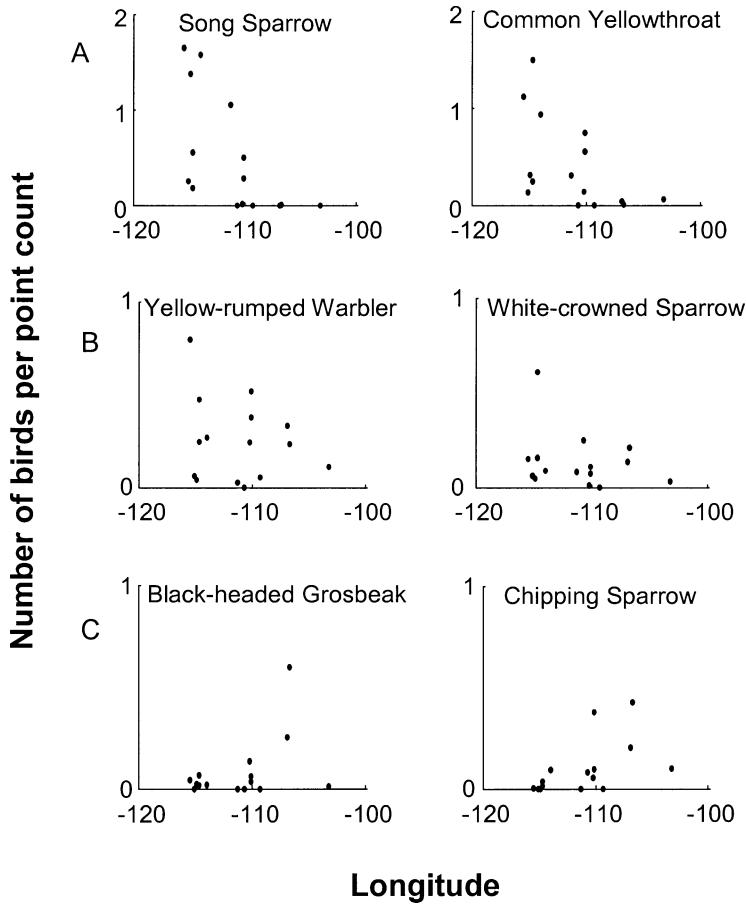 A
Song Sparrow
2
1
0
-120
-110
-100
Common Yellowthroat
2
1
0
-120
-110
-100
B
Yellow-rumped Warbler
1
0
-120
-110
-100
White-crowned Sparrow
1
0
-120
-110
-100
C
Black-headed Grosbeak
1
0
-120
-110
-100
Chipping Sparrow
1
0
-120
-110
-100
Number of birds per point count
Longitude